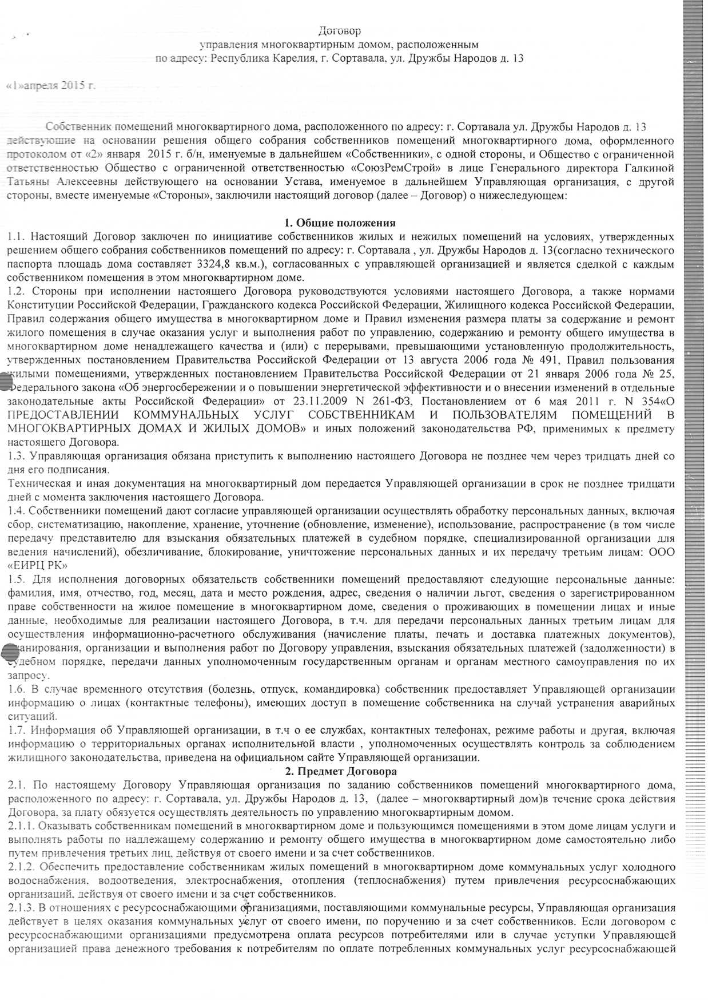 Договор
управления многоквартирным домом, расположенным
по адресу: Республика Карелия, г. Сортавала, ул. Дружбы Народов д. 13
«1»апреля 2015 г.
Собственник помещений многоквартирного дома, расположенного по адресу: г. Сортавала ул. Дружбы Народов д. 13
действующие на основании решения общего собрания собственников помещений многоквартирного дома, оформленного
протоколом от «2» января 2015 г. б/н, именуемые в дальнейшем «Собственники», с одной стороны, и Общество с ограниченной
ответственностью Общество с ограниченной ответственностью «СоюзРемСтрой» в лице Генерального директора Галкиной
Татьяны Алексеевны действующего на основании Устава, именуемое в дальнейшем Управляющая организация, с другой
стороны, вместе именуемые «Стороны», заключили настоящий договор (далее – Договор) о нижеследующем:
1. Общие положения
1.1. Настоящий Договор заключен по инициативе собственников жилых и нежилых помещений на условиях, утвержденных
решением общего собрания собственников помещений по адресу: г. Сортавала , ул. Дружбы Народов д. 13(согласно технического
паспорта площадь дома составляет 3324,8 кв.м.), согласованных с управляющей организацией и является сделкой с каждым
собственником помещения в этом многоквартирном доме.
1.2. Стороны при исполнении настоящего Договора руководствуются условиями настоящего Договора, а также нормами
Конституции Российской Федерации, Гражданского кодекса Российской Федерации, Жилищного кодекса Российской Федерации,
Правил содержания общего имущества в многоквартирном доме и Правил изменения размера платы за содержание и ремонт
жилого помещения в случае оказания услуг и выполнения работ по управлению, содержанию и ремонту общего имущества в
многоквартирном доме ненадлежащего качества и (или) с перерывами, превышающими установленную продолжительность,
утвержденных постановлением Правительства Российской Федерации от 13 августа 2006 года № 491, Правил пользования
жилыми помещениями, утвержденных постановлением Правительства Российской Федерации от 21 января 2006 года № 25,
Федерального закона «Об энергосбережении и о повышении энергетической эффективности и о внесении изменений в отдельные
законодательные акты Российской Федерации» от 23.11.2009 N 261-ФЗ, Постановлением от 6 мая 2011 г. N 354«О
ПРЕДОСТАВЛЕНИИ КОММУНАЛЬНЫХ УСЛУГ СОБСТВЕННИКАМ И ПОЛЬЗОВАТЕЛЯМ ПОМЕЩЕНИЙ В
МНОГОКВАРТИРНЫХ ДОМАХ И ЖИЛЫХ ДОМОВ» и иных положений законодательства РФ, применимых к предмету
настоящего Договора.
1.3. Управляющая организация обязана приступить к выполнению настоящего Договора не позднее чем через тридцать дней со
дня его подписания.
Техническая и иная документация на многоквартирный дом передается Управляющей организации в срок не позднее тридцати
дней с момента заключения настоящего Договора.
1.4. Собственники помещений дают согласие управляющей организации осуществлять обработку персональных данных, включая
сбор, систематизацию, накопление, хранение, уточнение (обновление, изменение), использование, распространение (в том числе
передачу представителю для взыскания обязательных платежей в судебном порядке, специализированной организации для
ведения начислений), обезличивание, блокирование, уничтожение персональных данных и их передачу третьим лицам: ООО
«ЕИРЦ РК»
1.5. Для исполнения договорных обязательств собственники помещений предоставляют следующие персональные данные:
фамилия, имя, отчество, год, месяц, дата и место рождения, адрес, сведения о наличии льгот, сведения о зарегистрированном
праве собственности на жилое помещение в многоквартирном доме, сведения о проживающих в помещении лицах и иные
данные, необходимые для реализации настоящего Договора, в т.ч. для передачи персональных данных третьим лицам для
осуществления информационно-расчетного обслуживания (начисление платы, печать и доставка платежных документов),
планирования, организации и выполнения работ по Договору управления, взыскания обязательных платежей (задолженности) в
судебном порядке, передачи данных уполномоченным государственным органам и органам местного самоуправления по их
запросу.
1.6. В случае временного отсутствия (болезнь, отпуск, командировка) собственник предоставляет Управляющей организации
информацию о лицах (контактные телефоны), имеющих доступ в помещение собственника на случай устранения аварийных
ситуаций.
1.7. Информация об Управляющей организации, в т.ч о ее службах, контактных телефонах, режиме работы и другая, включая
информацию о территориальных органах исполнительной власти , уполномоченных осуществлять контроль за соблюдением
жилищного законодательства, приведена на официальном сайте Управляющей организации.
2. Предмет Договора
2.1. По настоящему Договору Управляющая организация по заданию собственников помещений многоквартирного дома,
расположенного по адресу: г. Сортавала, ул. Дружбы Народов д. 13, (далее – многоквартирный дом)в течение срока действия
Договора, за плату обязуется осуществлять деятельность по управлению многоквартирным домом.
2.1.1. Оказывать собственникам помещений в многоквартирном доме и пользующимся помещениями в этом доме лицам услуги и
выполнять работы по надлежащему содержанию и ремонту общего имущества в многоквартирном доме самостоятельно либо
путем привлечения третьих лиц, действуя от своего имени и за счет собственников.
2.1.2. Обеспечить предоставление собственникам жилых помещений в многоквартирном доме коммунальных услуг холодного
водоснабжения, водоотведения, электроснабжения, отопления (теплоснабжения) путем привлечения ресурсоснабжающих
организаций, действуя от своего имени и за счет собственников.
2.1.3. В отношениях с ресурсоснабжающими организациями, поставляющими коммунальные ресурсы, Управляющая организация
действует в целях оказания коммунальных услуг от своего имени, по поручению и за счет собственников. Если договором с
ресурсоснабжающими организациями предусмотрена оплата ресурсов потребителями или в случае уступки Управляющей
организацией права денежного требования к потребителям по оплате потребленных коммунальных услуг ресурсоснабжающей